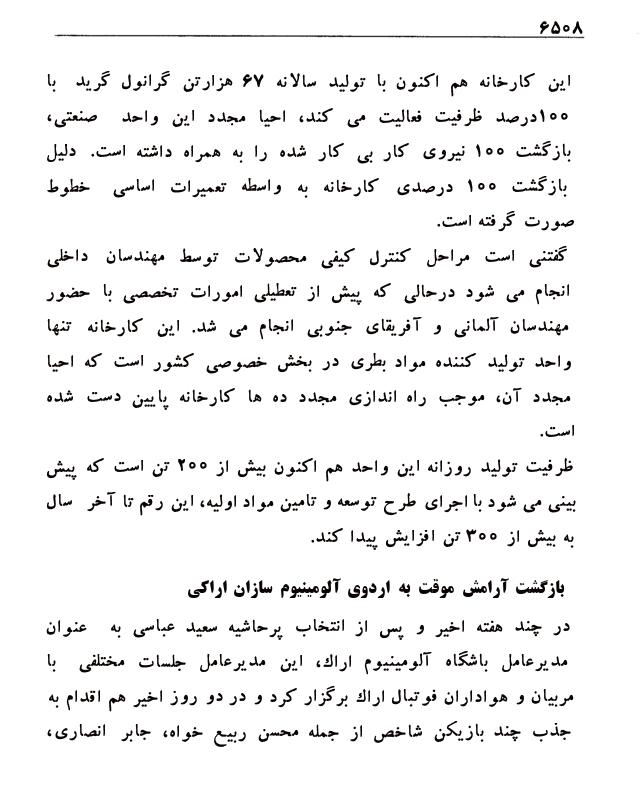 ۶۵۰۸
این کارخانه هم اکنون با تولید سالانه ۶۷ هزارتن گرانول گرید با
۱۰۰درصد ظرفیت فعالیت می کند، احیا مجدد این واحد صنعتی،
بازگشت ۱۰۰ نیروی کار بی کار شده را به همراه داشته است. دلیل
بازگشت ۱۰۰ درصدی کارخانه به واسطه تعمیرات اساسی خطوط
صورت گرفته است.
گفتنی است مراحل کنترل کیفی محصولات توسط مهندسان داخلی
انجام می شود درحالی که پیش از تعطیلی امورات تخصصی با حضور
مهندسان آلمانی و آفریقای جنوبی انجام می شد. این کارخانه تنها
واحد تولید کننده مواد بطری در بخش خصوصی کشور است که احیا
مجدد آن، موجب راه اندازی مجدد ده ها کارخانه پایین دست شده
است.
ظرفیت تولید روزانه این واحد هم اکنون بیش از ۲۰۰ تن است که پیش
بینی می شود با اجرای طرح توسعه و تامین مواد اولیه، این رقم تا آخر سال
به بیش از ۳۰۰ تن افزایش پیدا کند.
بازگشت آرامش موقت به اردوی آلومینیوم سازان اراکی
در چند هفته اخیر و پس از انتخاب پرحاشیه سعید عباسی به عنوان
مدیرعامل باشگاه آلومینیوم اراك، این مدیرعامل جلسات مختلفی با
مربیان و هواداران فوتبال اراك برگزار کرد و در دو روز اخیر هم اقدام به
جذب چند بازیکن شاخص از جمله محسن ربیع خواه، جابر انصاری،